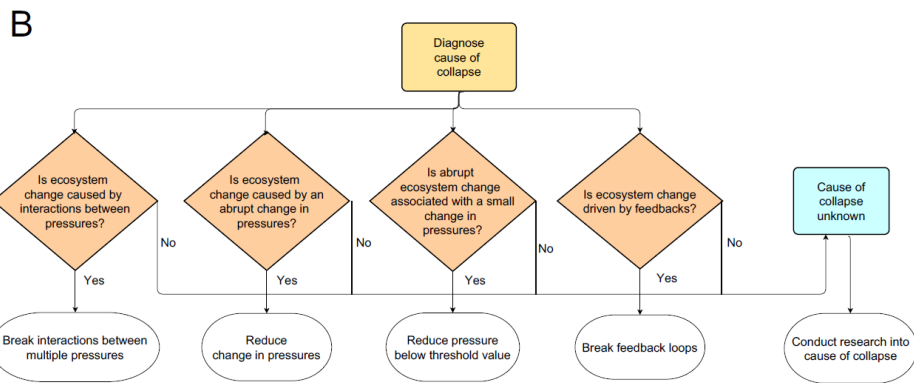 B
Diagnose
cause of
collapse
Is ecosystem
change caused by
interactions between
pressures?
Is ecosystem
change caused by an
abrupt change in
pressures?
Is abrupt
ecosystem change
associated with a small
change in
pressures?
Is ecosystem change
driven by feedbacks?
Cause of
collapse
unknown
No
No
No
No
Yes
Yes
Yes
Yes
Break interactions between
multiple pressures
Reduce
change in pressures
Reduce pressure
below threshold value
Break feedback loops
Conduct research into
cause of collapse